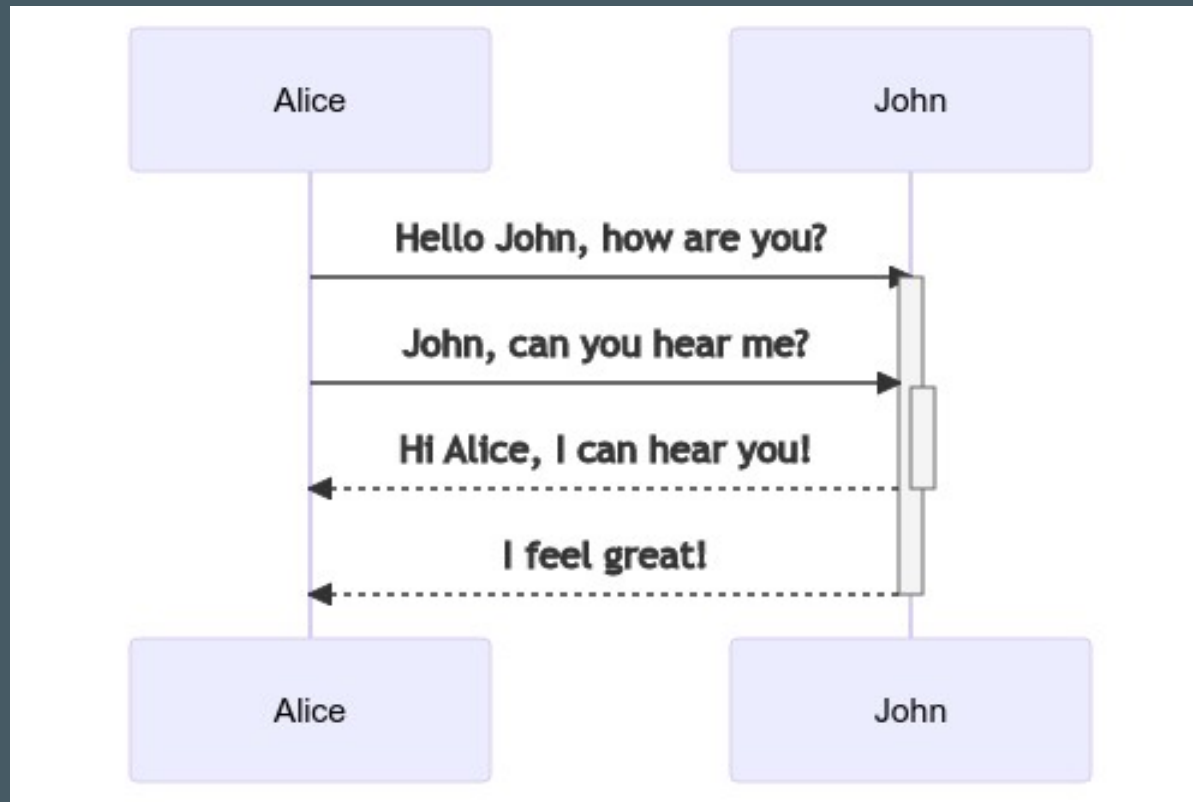 Alice
John
Hello John, how are you?
John, can you hear me?
Hi Alice, I can hear you!
I feel great!
Alice
John